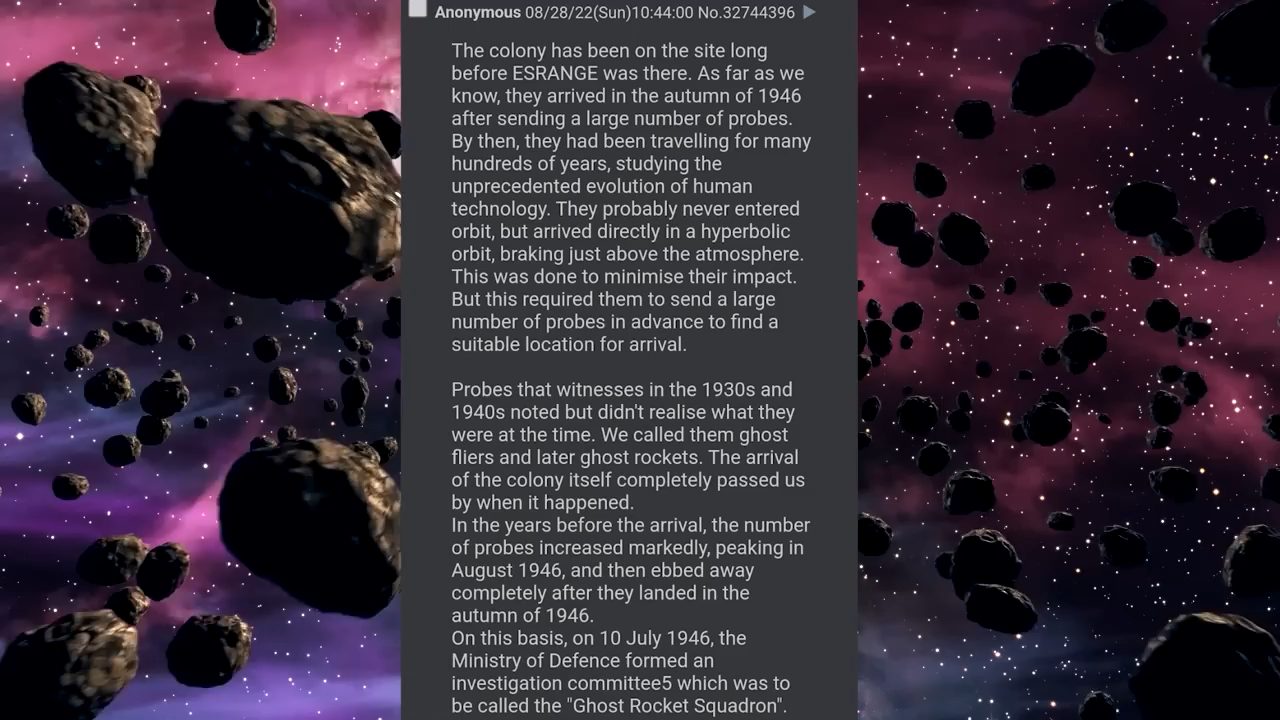 Anonymous 08/28/22(Sun)10:44:00 No.32744396
The colony has been on the site long
before ESRANGE was there. As far as we
know, they arrived in the autumn of 1946
after sending a large number of probes.
By then, they had been travelling for many
hundreds of years, studying the
unprecedented evolution of human
technology. They probably never entered
orbit, but arrived directly in a hyperbolic
orbit, braking just above the atmosphere.
This was done to minimise their impact.
But this required them to send a large
number of probes in advance to find a
suitable location for arrival.
Probes that witnesses in the 1930s and
1940s noted but didn't realise what they
were at the time. We called them ghost
fliers and later ghost rockets. The arrival
of the colony itself completely passed us
by when it happened.
In the years before the arrival, the number
of probes increased markedly, peaking in
August 1946, and then ebbed away
completely after they landed in the
autumn of 1946.
On this basis, on 10 July 1946, the
Ministry of Defence formed an
investigation committee5 which was to
be called the "Ghost Rocket Squadron".